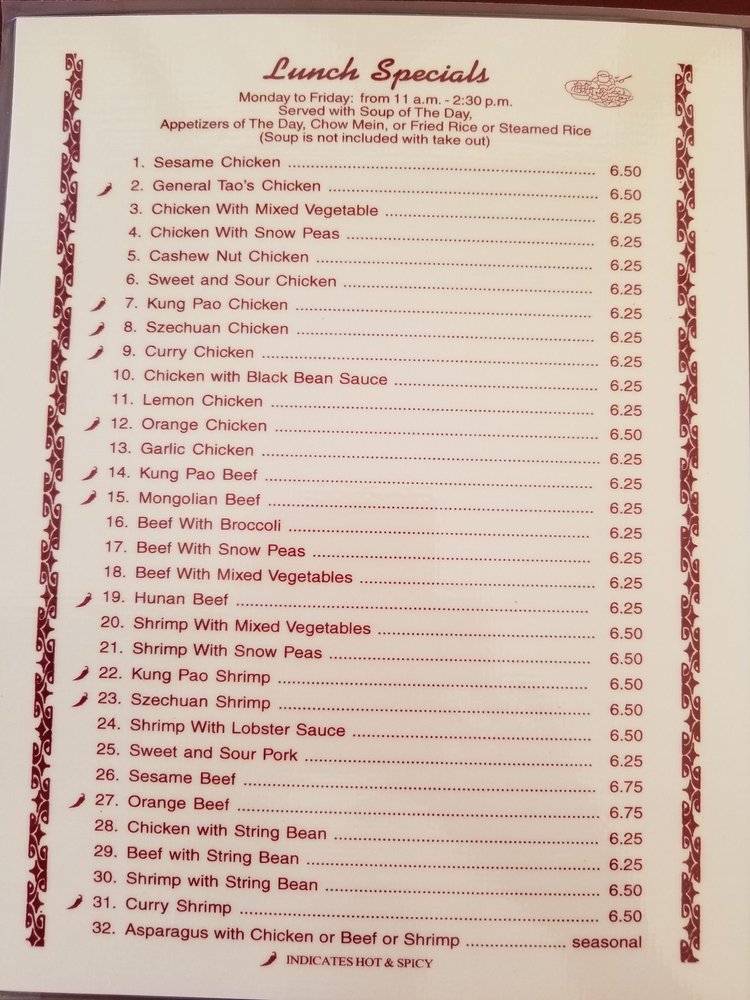 Lunch Specials
Monday to Friday: from 11 a.m. - 2:30 p.m.
Served with Soup of The Day,
Appetizers of The Day, Chow Mein, or Fried Rice or Steamed Rice
(Soup is not included with take out)
1. Sesame Chicken ........ 6.50
2. General Tao's Chicken ........ 6.50
3. Chicken With Mixed Vegetable ........ 6.25
4. Chicken With Snow Peas ........ 6.25
5. Cashew Nut Chicken ........ 6.25
6. Sweet and Sour Chicken ........ 6.25
7. Kung Pao Chicken ........ 6.25
8. Szechuan Chicken ........ 6.25
9. Curry Chicken ........ 6.25
10. Chicken with Black Bean Sauce ........ 6.25
11. Lemon Chicken ........ 6.25
12. Orange Chicken ........ 6.50
13. Garlic Chicken ........ 6.25
14. Kung Pao Beef ........ 6.25
15. Mongolian Beef ........ 6.25
16. Beef With Broccoli ........ 6.25
17. Beef With Snow Peas ........ 6.25
18. Beef With Mixed Vegetables ........ 6.25
19. Hunan Beef ........ 6.25
20. Shrimp With Mixed Vegetables ........ 6.50
21. Shrimp With Snow Peas ........ 6.50
22. Kung Pao Shrimp ........ 6.50
23. Szechuan Shrimp ........ 6.50
24. Shrimp With Lobster Sauce ........ 6.50
25. Sweet and Sour Pork ........ 6.25
26. Sesame Beef ........ 6.75
27. Orange Beef ........ 6.75
28. Chicken with String Bean ........ 6.25
29. Beef with String Bean ........ 6.25
30. Shrimp with String Bean ........ 6.50
31. Curry Shrimp ........ 6.50
32. Asparagus with Chicken or Beef or Shrimp ........ seasonal
INDICATES HOT & SPICY